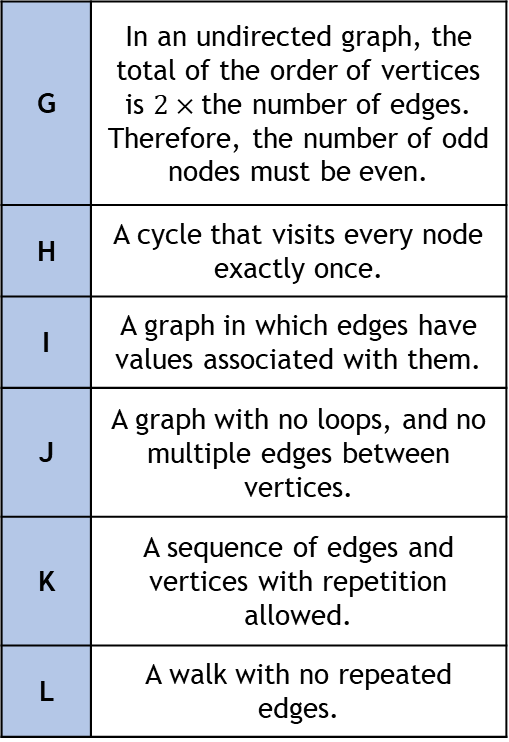 G
In an undirected graph, the
total of the order of vertices
is 2 × the number of edges.
Therefore, the number of odd
nodes must be even.
H
A cycle that visits every node
exactly once.
I
A graph in which edges have
values associated with them.
J
A graph with no loops, and no
multiple edges between
vertices.
K
A sequence of edges and
vertices with repetition
allowed.
L
A walk with no repeated
edges.